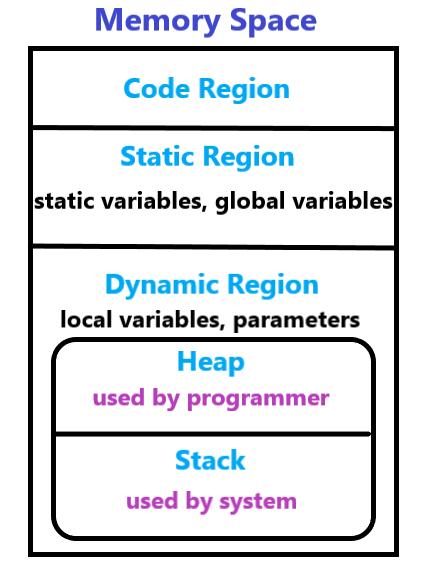 Memory Space
Code Region
Static Region
static variables, global variables
Dynamic Region
local variables, parameters
Heap
used by programmer
Stack
used by system